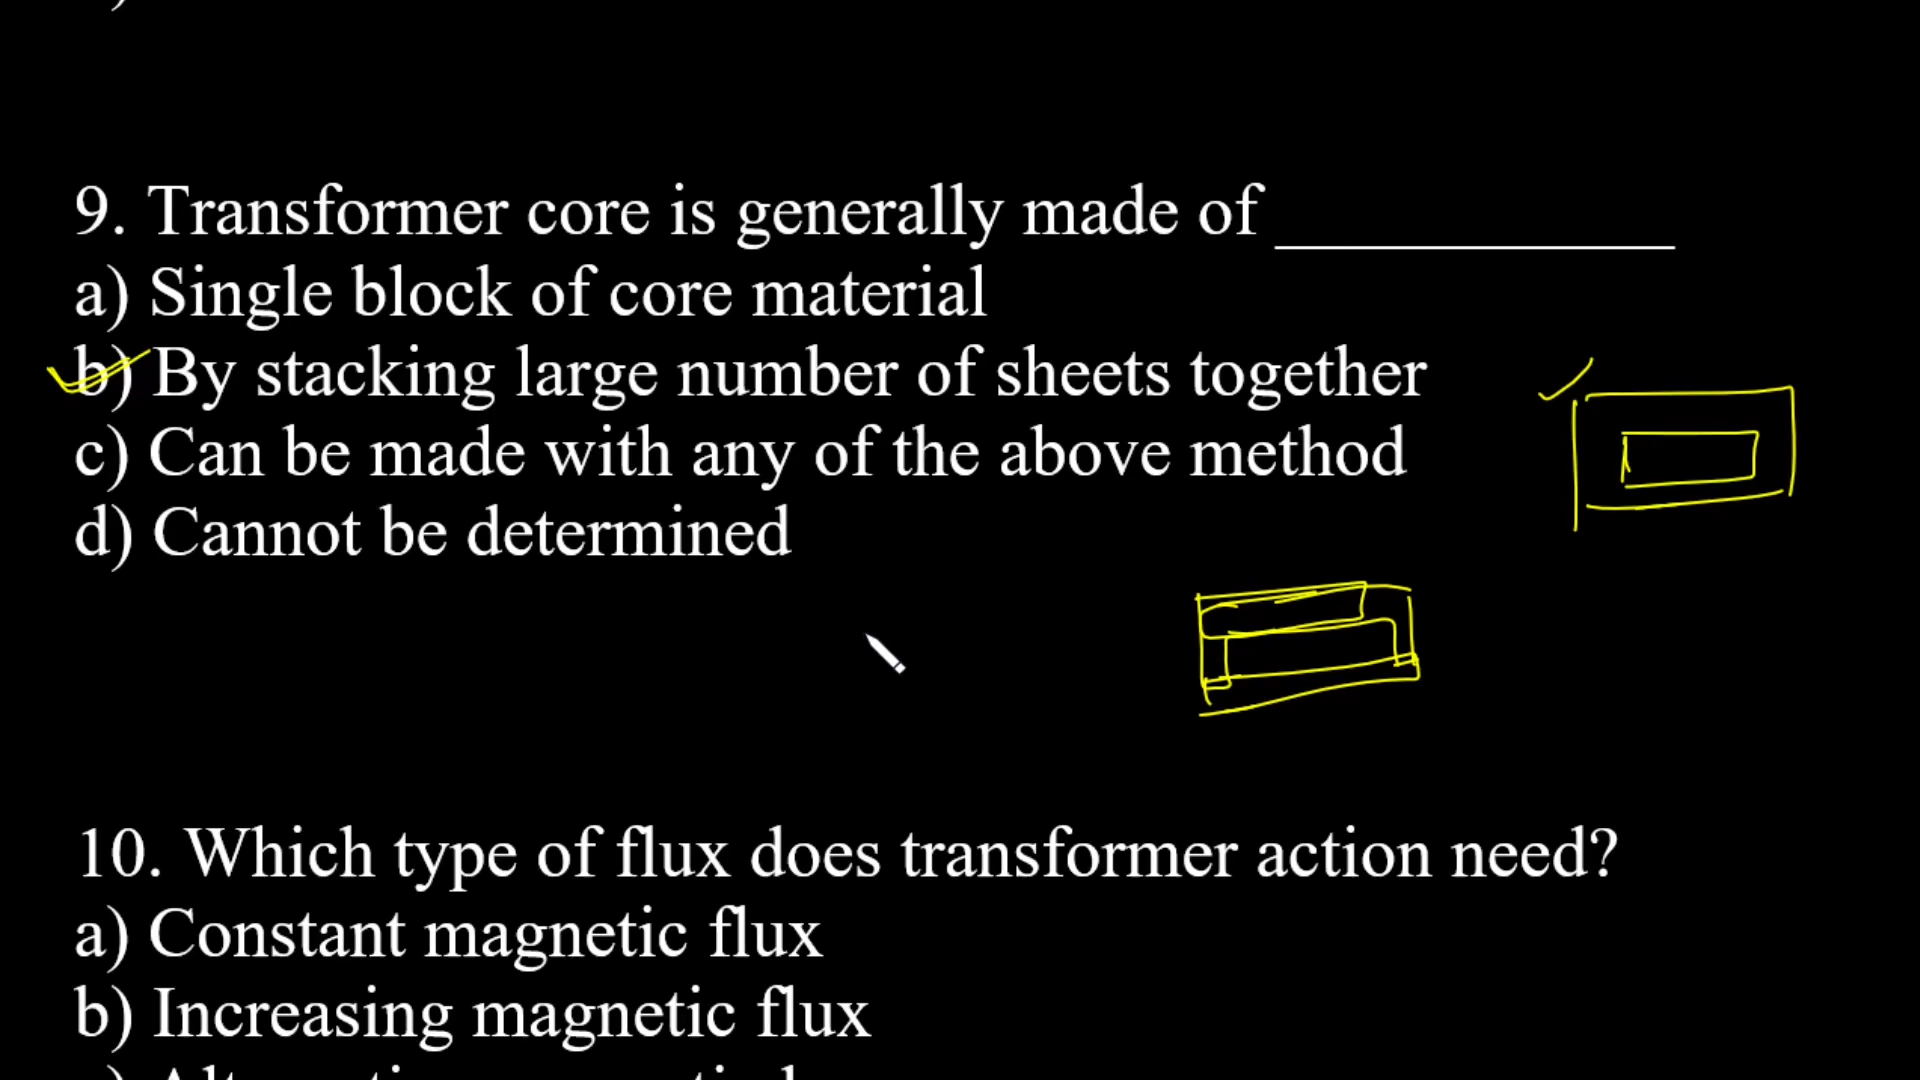 9. Transformer core is generally made of ____________
a) Single block of core material
b) By stacking large number of sheets together
c) Can be made with any of the above method
d) Cannot be determined
10. Which type of flux does transformer action need?
a) Constant magnetic flux
b) Increasing magnetic flux